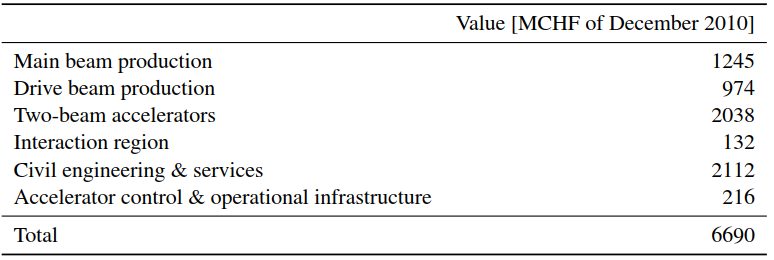 Value [MCHF of December 2010]
Main beam production 1245
Drive beam production 974
Two-beam accelerators 2038
Interaction region 132
Civil engineering & services 2112
Accelerator control & operational infrastructure 216
Total 6690